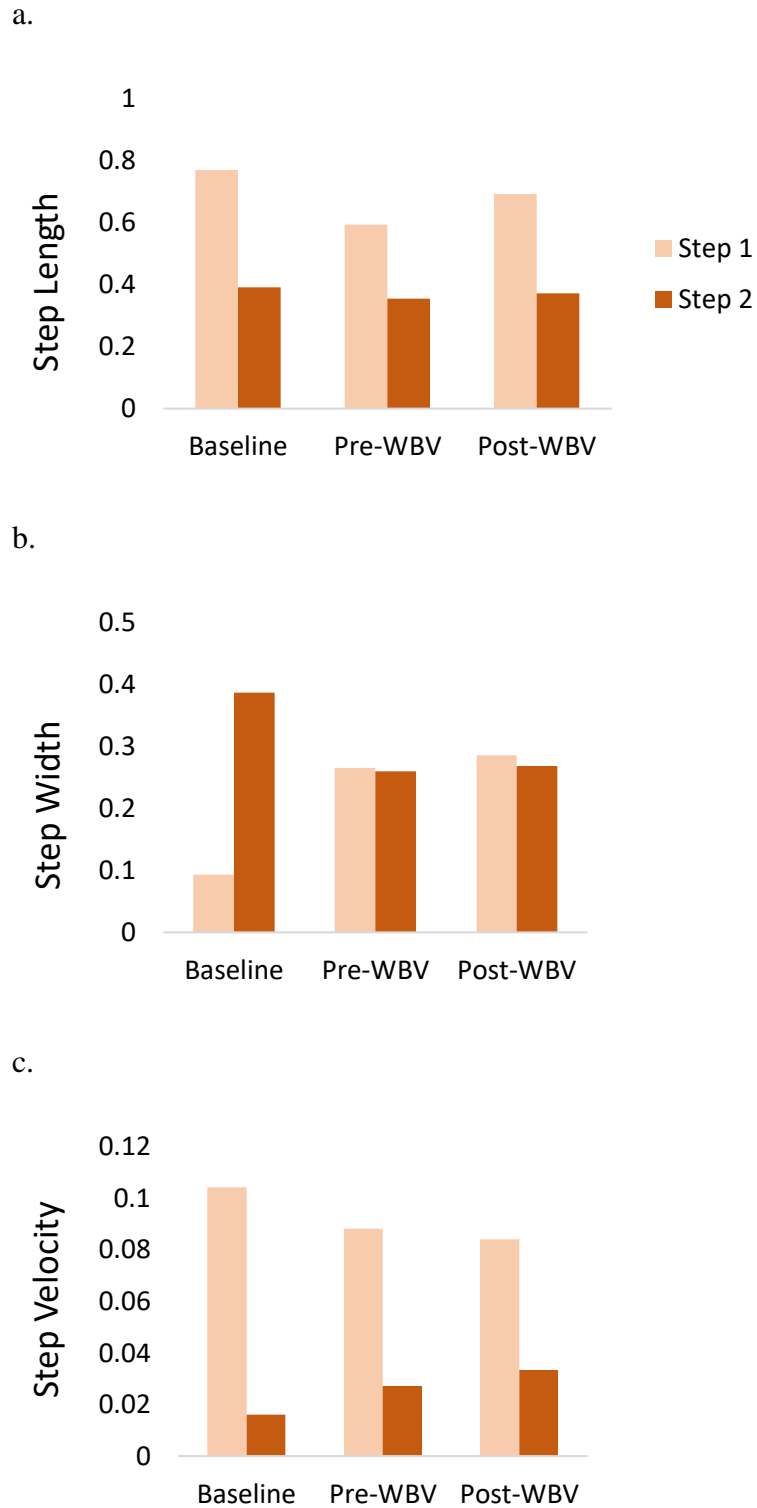 a.
1
0.8
0.6
0.4
0.2
0
Step Length
Baseline Pre-WBV Post-WBV
Step 1
Step 2
b.
0.5
0.4
0.3
0.2
0.1
0
Step Width
Baseline Pre-WBV Post-WBV
c.
0.12
0.1
0.08
0.06
0.04
0.02
0
Step Velocity
Baseline Pre-WBV Post-WBV